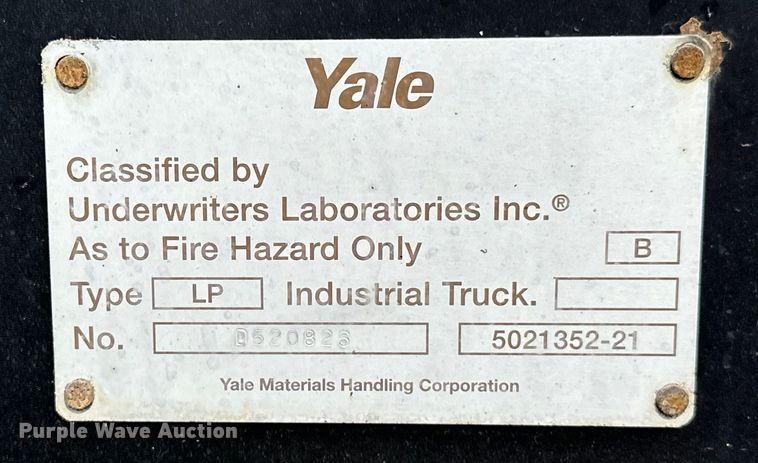 Yale
Classified by
Underwriters Laboratories Inc.®
As to Fire Hazard Only B
Type LP Industrial Truck.
No. 5021352-21
Yale Materials Handling Corporation
Purple Wave Auction